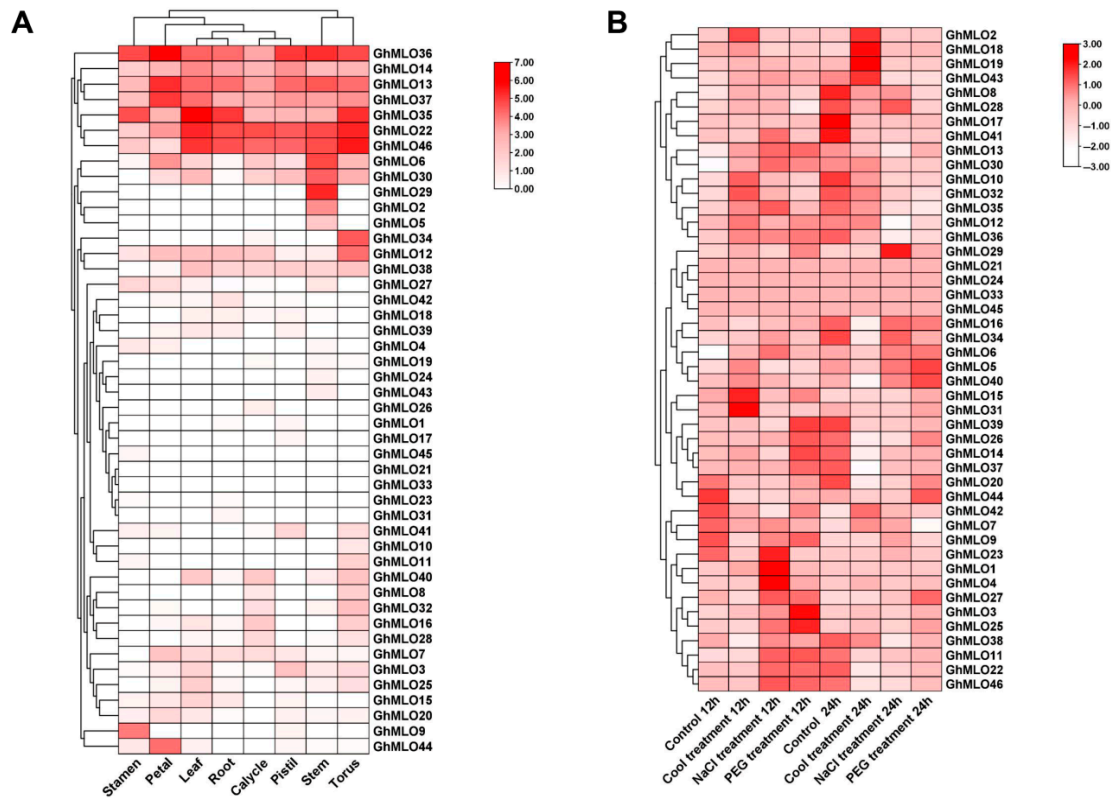 A
GhMLO36
GhMLO14
GhMLO13
GhMLO37
GhMLO35
GhMLO22
GhMLO46
GhMLO6
GhMLO30
GhMLO29
GhMLO2
GhMLO5
GhMLO34
GhMLO12
GhMLO38
GhMLO27
GhMLO42
GhMLO18
GhMLO39
GhMLO4
GhMLO19
GhMLO24
GhMLO43
GhMLO26
GhMLO1
GhMLO17
GhMLO45
GhMLO21
GhMLO33
GhMLO23
GhMLO31
GhMLO41
GhMLO10
GhMLO11
GhMLO40
GhMLO8
GhMLO32
GhMLO16
GhMLO28
GhMLO7
GhMLO3
GhMLO25
GhMLO15
GhMLO20
GhMLO9
GhMLO44
Stamen
Petal
Leaf
Root
Calycle
Pistil
Stem
Torus
7.00
6.00
5.00
4.00
3.00
2.00
1.00
0.00
B
GhMLO2
GhMLO18
GhMLO19
GhMLO43
GhMLO8
GhMLO28
GhMLO17
GhMLO41
GhMLO13
GhMLO30
GhMLO10
GhMLO32
GhMLO35
GhMLO12
GhMLO36
GhMLO29
GhMLO21
GhMLO24
GhMLO33
GhMLO45
GhMLO16
GhMLO34
GhMLO6
GhMLO5
GhMLO40
GhMLO15
GhMLO31
GhMLO39
GhMLO26
GhMLO14
GhMLO37
GhMLO20
GhMLO44
GhMLO42
GhMLO7
GhMLO9
GhMLO23
GhMLO1
GhMLO4
GhMLO27
GhMLO3
GhMLO25
GhMLO38
GhMLO11
GhMLO22
GhMLO46
Control 12h
Cool treatment 12h
NaCl treatment 12h
PEG treatment 12h
Control 24h
Cool treatment 24h
NaCl treatment 24h
PEG treatment 24h
3.00
2.00
1.00
0.00
−1.00
−2.00
−3.00